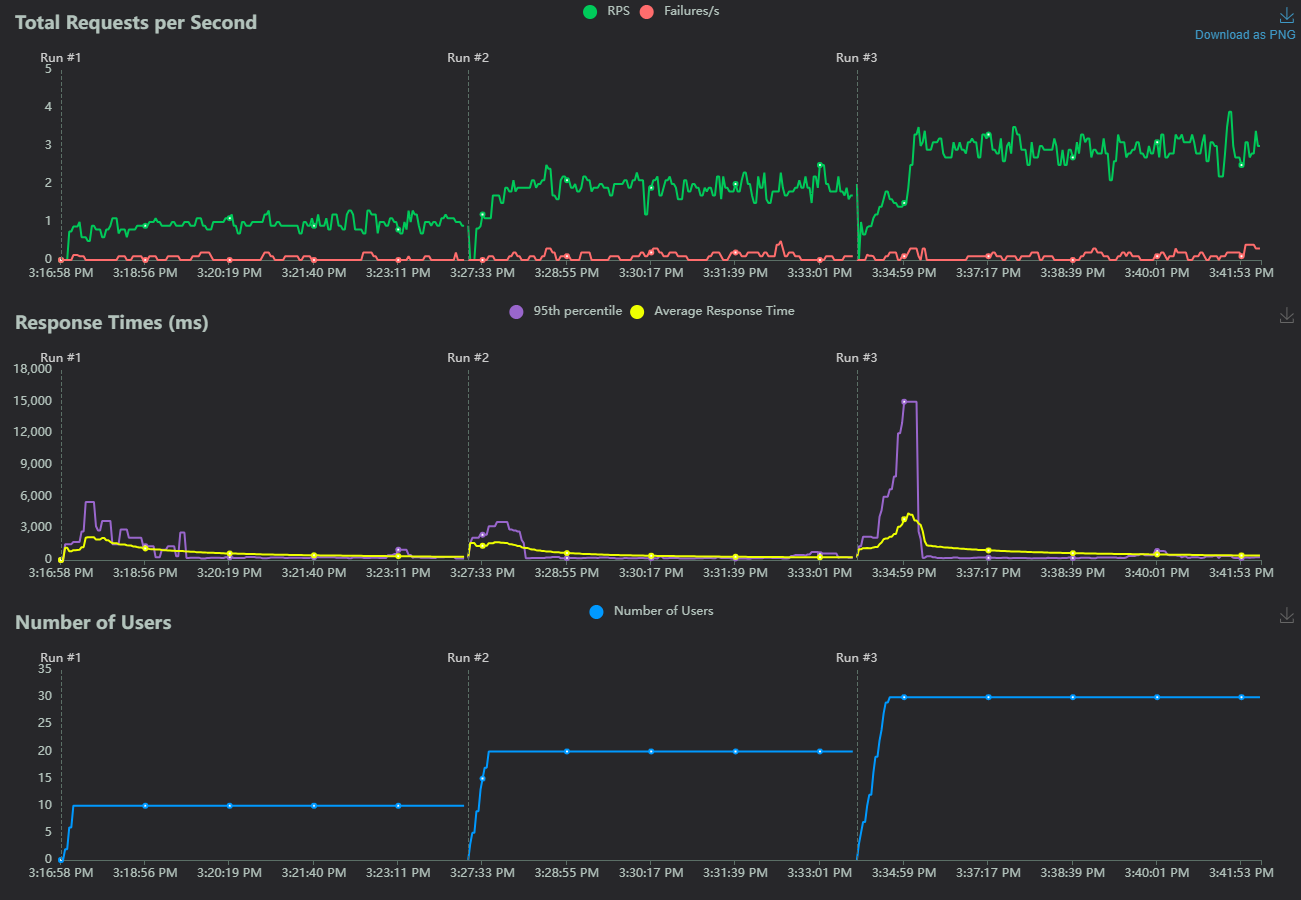 Total Requests per Second
RPS Failures/s
Download as PNG
Run #1 Run #2 Run #3
5
4
3
2
1
0
3:16:58 PM 3:18:56 PM 3:20:19 PM 3:21:40 PM 3:23:11 PM 3:27:33 PM 3:28:55 PM 3:30:17 PM 3:31:39 PM 3:33:01 PM 3:34:59 PM 3:37:17 PM 3:38:39 PM 3:40:01 PM 3:41:53 PM
Response Times (ms)
95th percentile Average Response Time
Run #1 Run #2 Run #3
18,000
15,000
12,000
9,000
6,000
3,000
0
3:16:58 PM 3:18:56 PM 3:20:19 PM 3:21:40 PM 3:23:11 PM 3:27:33 PM 3:28:55 PM 3:30:17 PM 3:31:39 PM 3:33:01 PM 3:34:59 PM 3:37:17 PM 3:38:39 PM 3:40:01 PM 3:41:53 PM
Number of Users
Number of Users
Run #1 Run #2 Run #3
35
30
25
20
15
10
5
0
3:16:58 PM 3:18:56 PM 3:20:19 PM 3:21:40 PM 3:23:11 PM 3:27:33 PM 3:28:55 PM 3:30:17 PM 3:31:39 PM 3:33:01 PM 3:34:59 PM 3:37:17 PM 3:38:39 PM 3:40:01 PM 3:41:53 PM